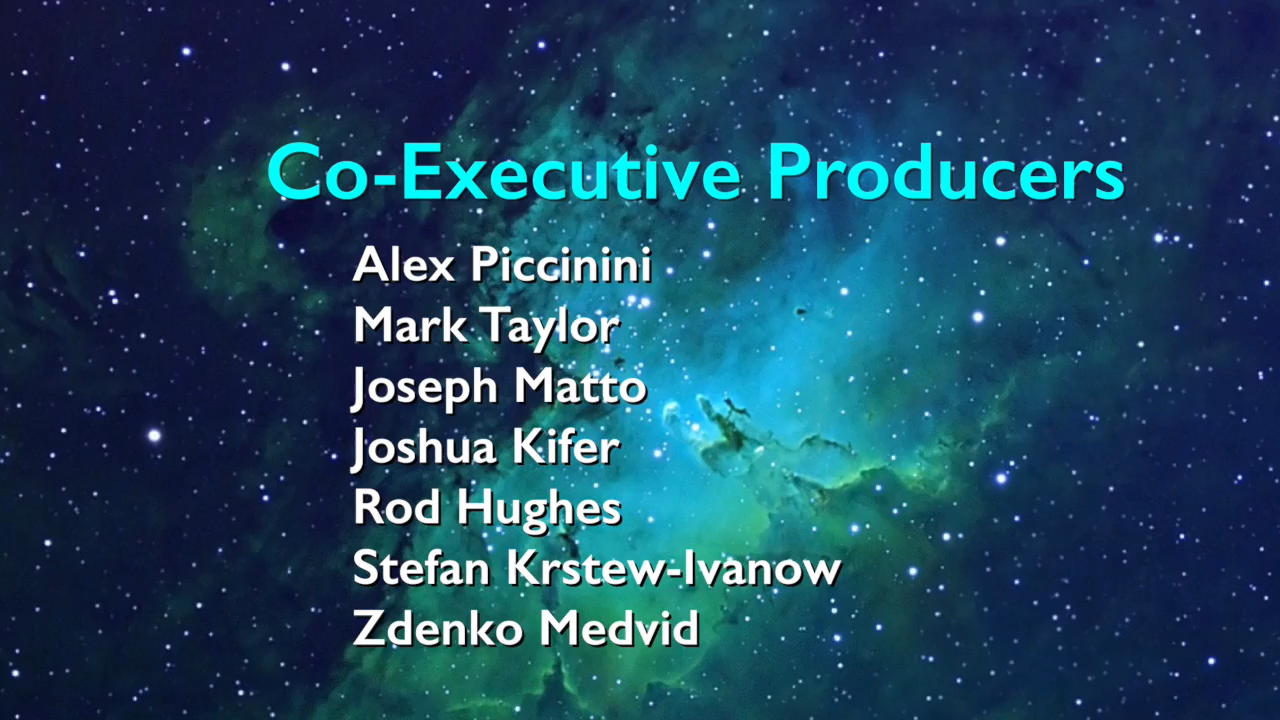 Co-Executive Producers
Alex Piccinini
Mark Taylor
Joseph Matto
Joshua Kifer
Rod Hughes
Stefan Krstew-Ivanow
Zdenko Medvid